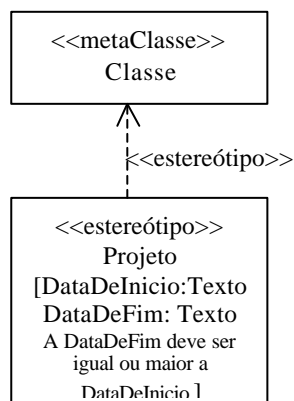 <<metaClasse>>
Classe
<<estereótipo>>
<<estereótipo>>
Projeto
[DataDeInicio:Texto
DataDeFim: Texto
A DataDeFim deve ser
igual ou maior a
DataDeInicio ]